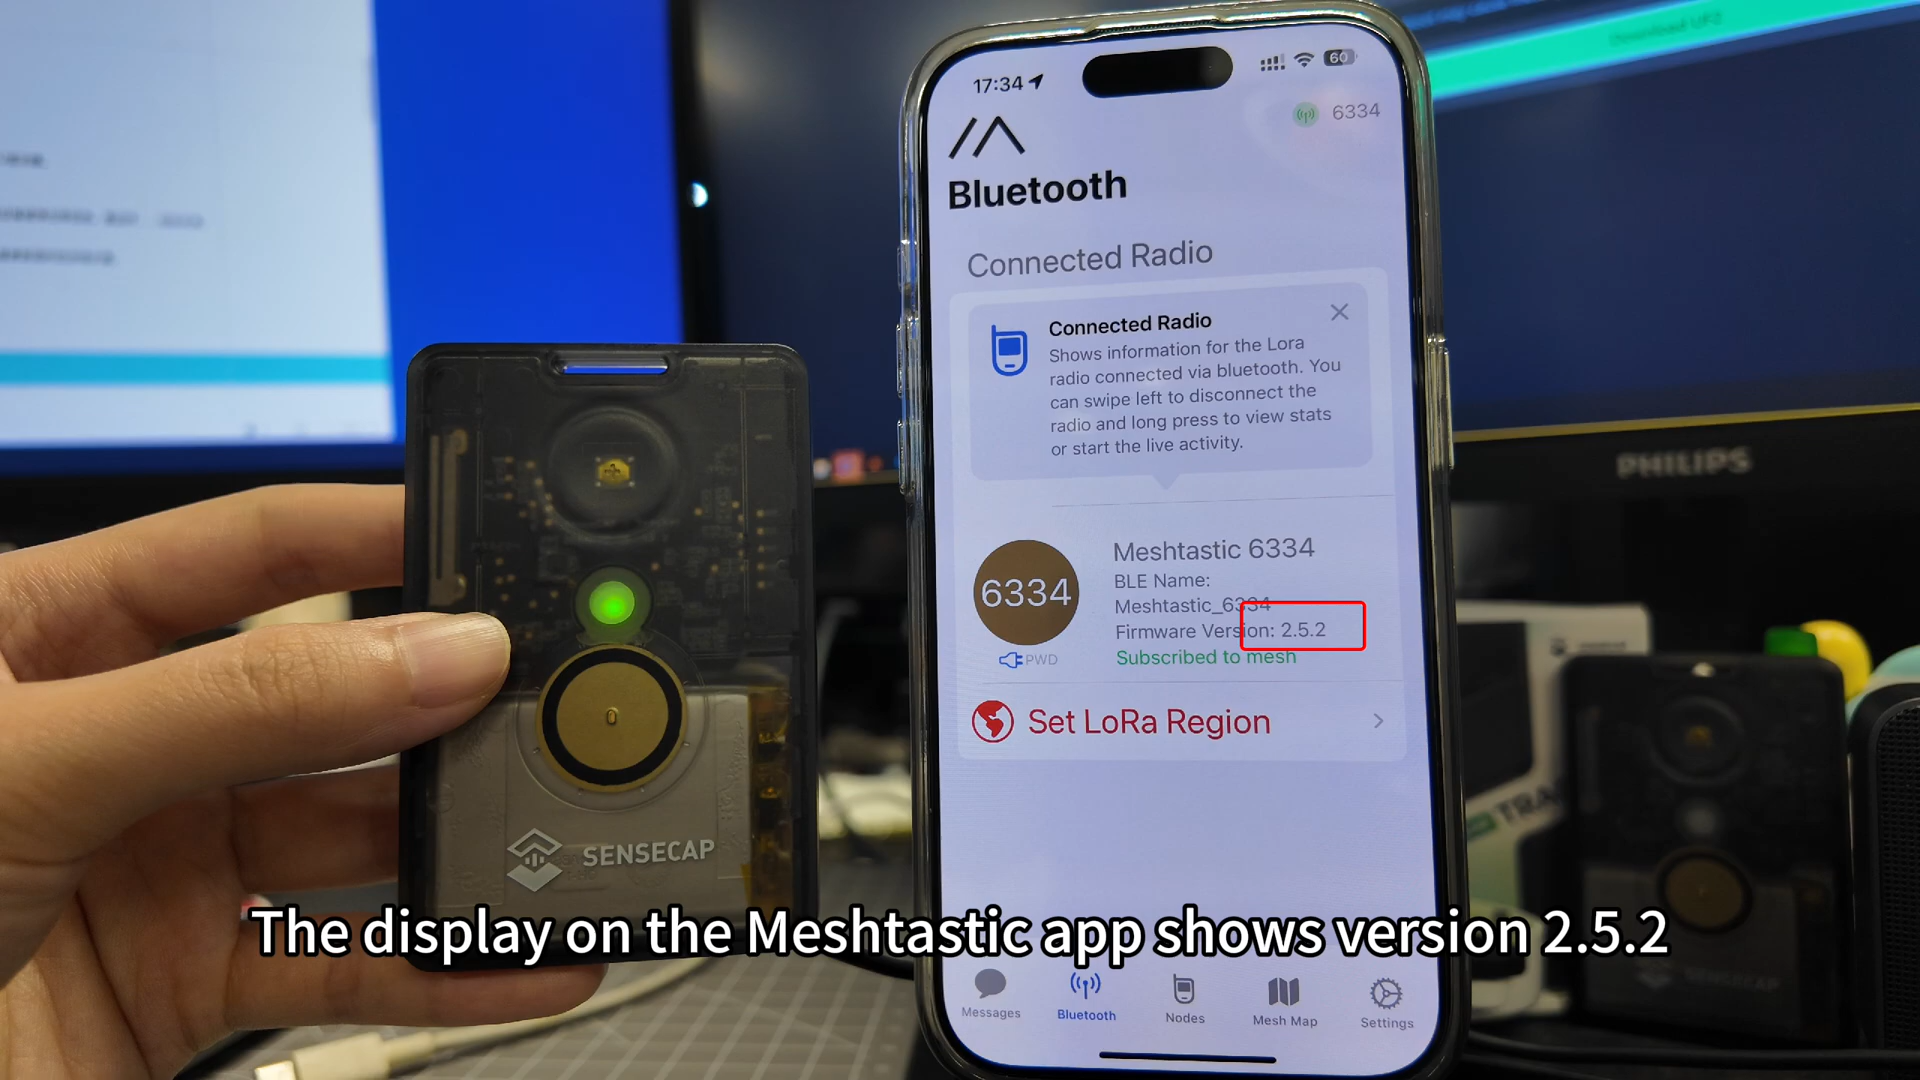 Download UF2
17:34
60
6334
Bluetooth
Connected Radio
Connected Radio
Shows information for the Lora
radio connected via bluetooth. You
can swipe left to disconnect the
radio and long press to view stats
or start the live activity.
PHILIPS
6334
Meshtastic 6334
BLE Name:
Meshtastic_6334
Firmware Version: 2.5.2
PWD
Subscribed to mesh
Set LoRa Region
SENSECAP
The display on the Meshtastic app shows version 2.5.2
Messages
Bluetooth
Nodes
Mesh Map
Settings